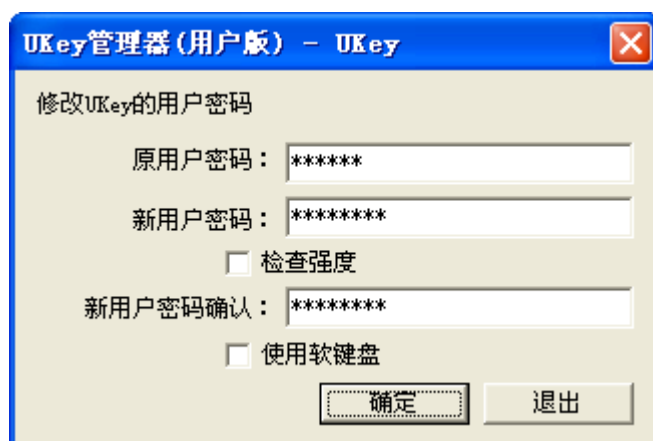 UKey管理器(用户版) - UKey
修改UKey的用户密码
原用户密码： ******
新用户密码： ********
检查强度
新用户密码确认： ********
使用软键盘
确定 退出